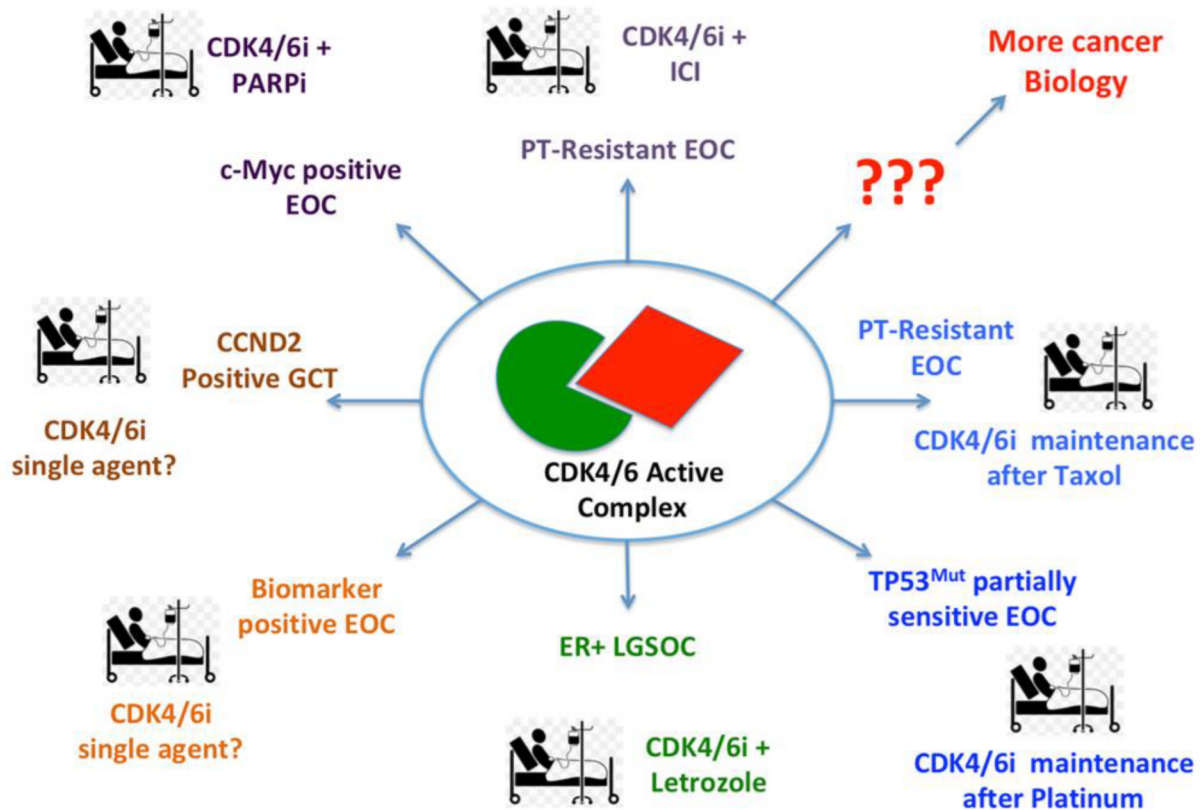 CDK4/6i +
PARPi
CDK4/6i +
ICI
More cancer
Biology
c-Myc positive
EOC
PT-Resistant EOC
???
CCND2
Positive GCT
CDK4/6i
single agent?
PT-Resistant
EOC
CDK4/6i maintenance
after Taxol
CDK4/6 Active
Complex
Biomarker
positive EOC
CDK4/6i
single agent?
ER+ LGSOC
CDK4/6i +
Letrozole
TP53ᴹᵘᵗ partially
sensitive EOC
CDK4/6i maintenance
after Platinum